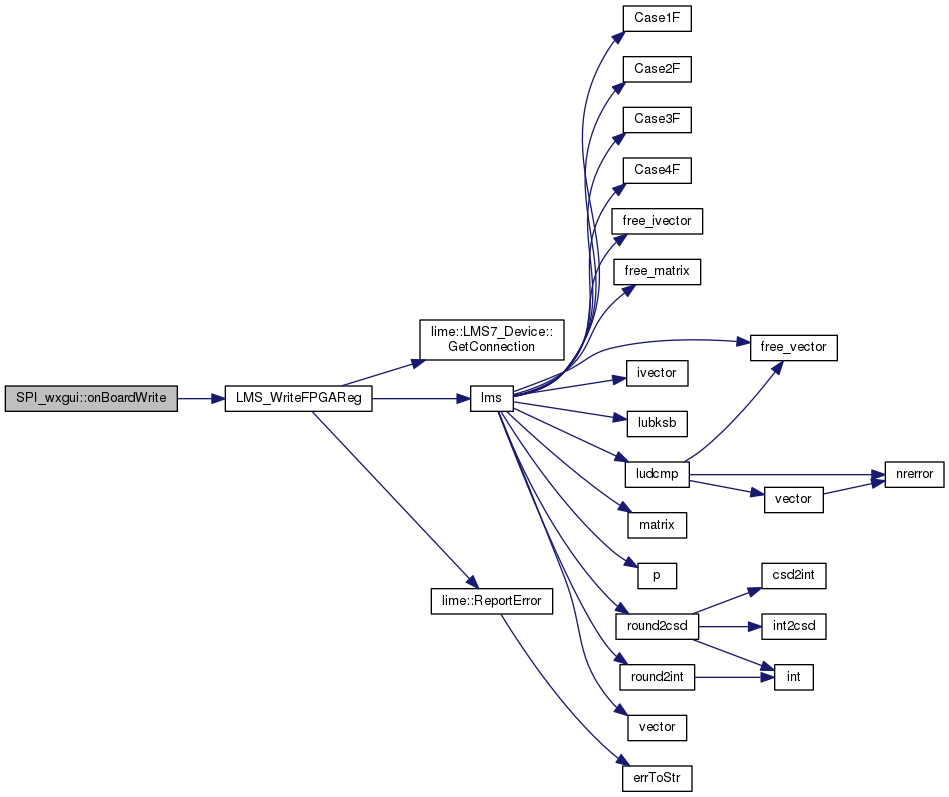 Case1F
Case2F
Case3F
Case4F
free_ivector
free_matrix
lime::LMS7_Device::
GetConnection
free_vector
ivector
SPI_wxgui::onBoardWrite
LMS_WriteFPGAReg
lms
lubksb
ludcmp
nrerror
vector
matrix
p
csd2int
lime::ReportError
round2csd
int2csd
round2int
int
vector
errToStr